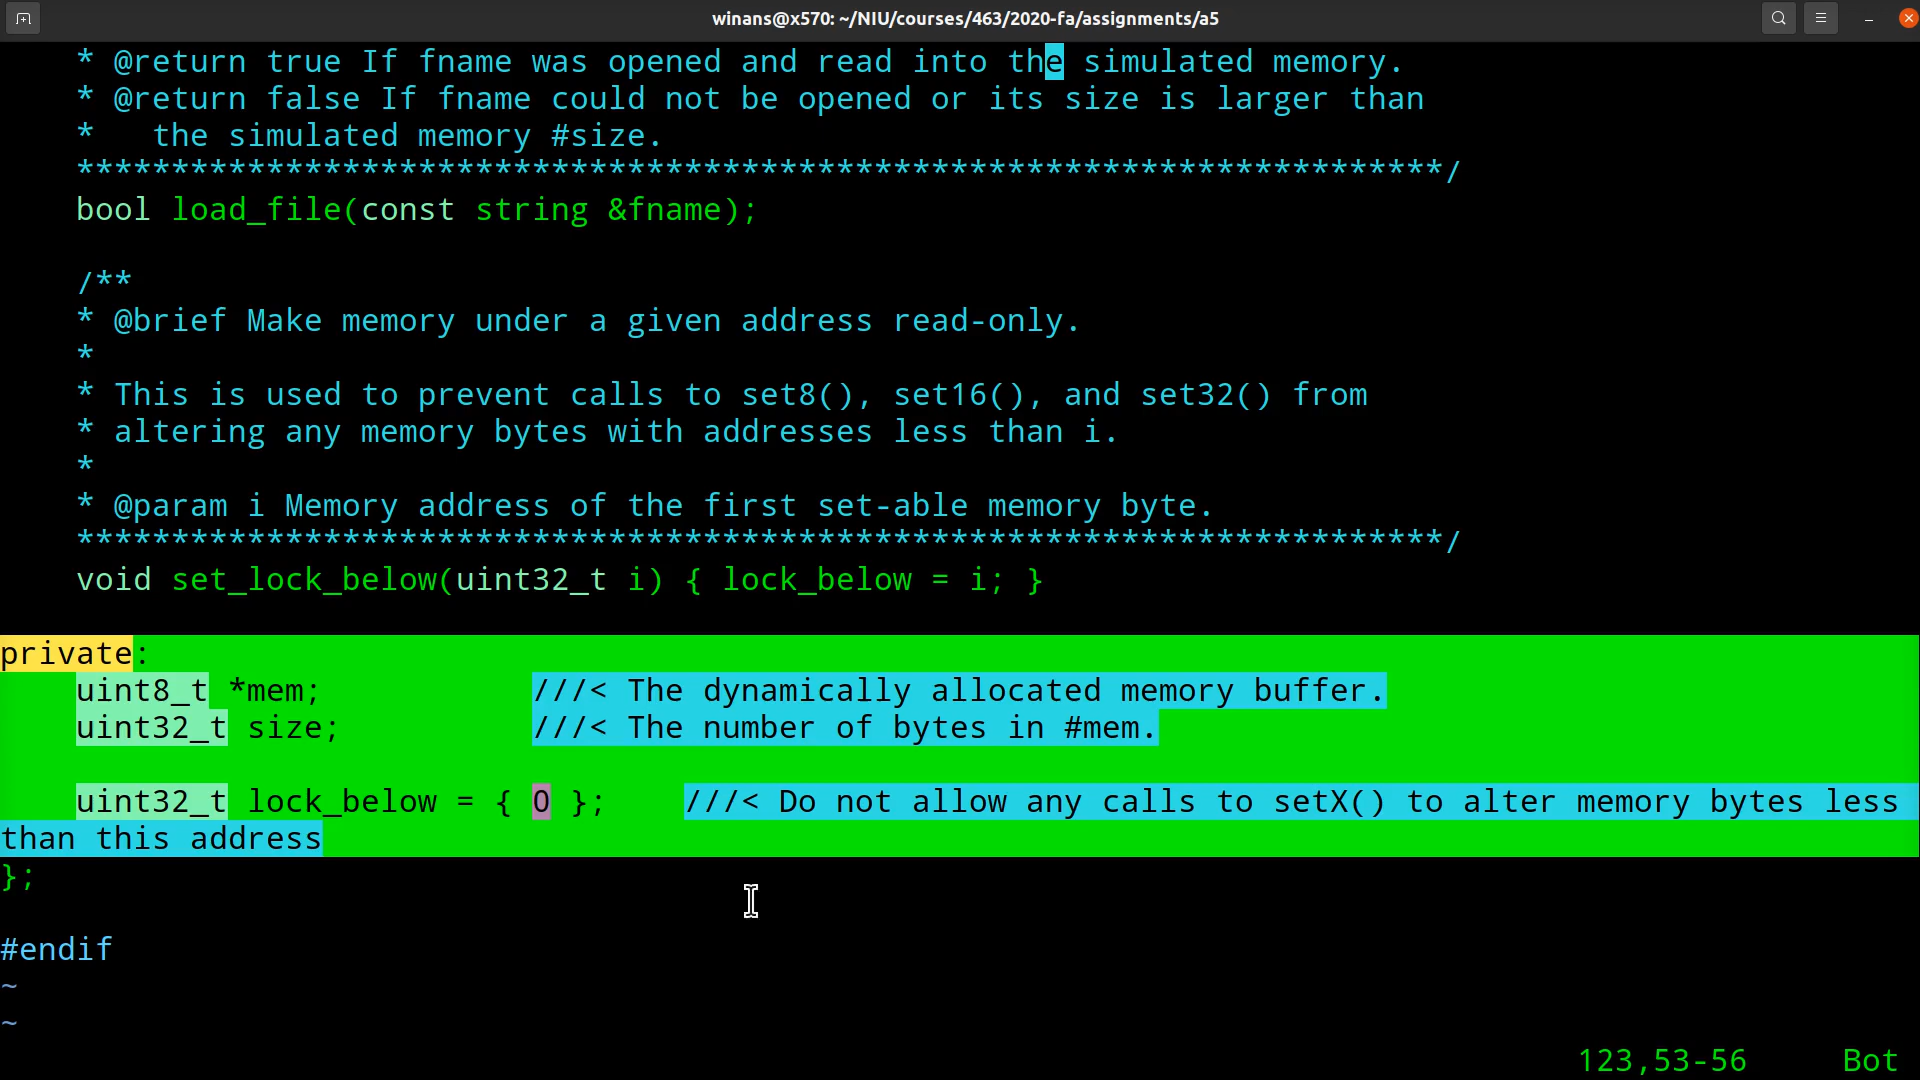 winans@x570: ~/NIU/courses/463/2020-fa/assignments/a5
* @return true If fname was opened and read into the simulated memory.
* @return false If fname could not be opened or its size is larger than
*   the simulated memory #size.
************************************************************************/
bool load_file(const string &fname);
/**
* @brief Make memory under a given address read-only.
*
* This is used to prevent calls to set8(), set16(), and set32() from
* altering any memory bytes with addresses less than i.
*
* @param i Memory address of the first set-able memory byte.
************************************************************************/
void set_lock_below(uint32_t i) { lock_below = i; }
private:
uint8_t *mem;           ///< The dynamically allocated memory buffer.
uint32_t size;          ///< The number of bytes in #mem.
uint32_t lock_below = { 0 };    ///< Do not allow any calls to setX() to alter memory bytes less
than this address
};
#endif
~
~
123,53-56     Bot